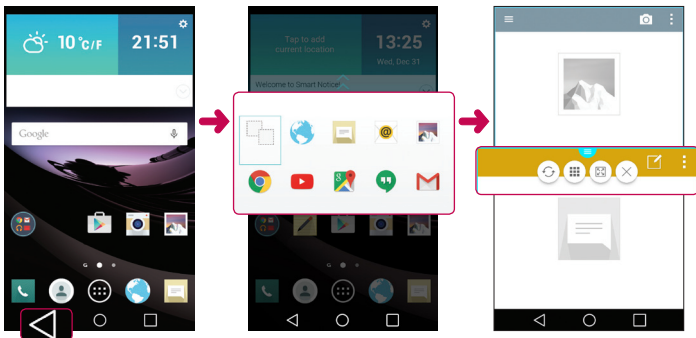 10°C/F
21:51
Google
Tap to add
current location
13:25
Wed, Dec 31
Welcome to Smart Notice!